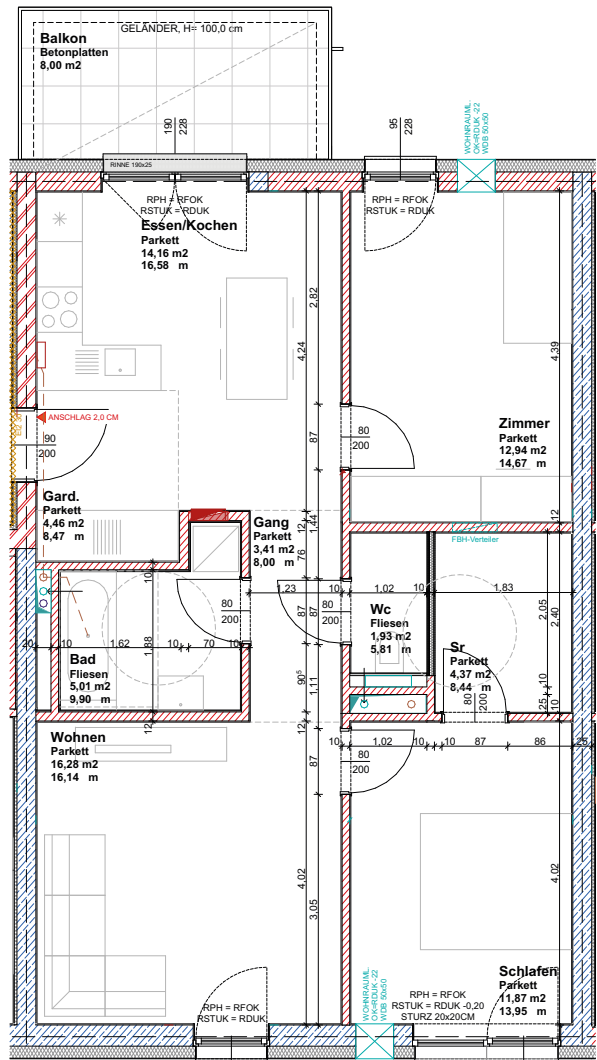 GELÄNDER, H= 100,0 cm
Balkon
Betonplatten
8,00 m2
190
228
95
228
WOHNRAUML.
OK=RDUK -22
WDB 50x50
RINNE 190x25
RPH = RFOK
RSTUK = RDUK
RPH = RFOK
RSTUK = RDUK
Essen/Kochen
Parkett
14,16 m2
16,58 m
2,82
4,24
4,39
ANSCHLAG 2,0 CM
90
200
87
80
200
Zimmer
Parkett
12,94 m2
14,67 m
Gard.
Parkett
4,46 m2
8,47 m
Gang
Parkett
3,41 m2
8,00 m
12
1,44
76
12
FBH-Verteiler
10
1,23
10
1,02
10
1,83
80
200
87
87
80
200
Wc
Fliesen
1,93 m2
5,81 m
2,05
2,40
20
10
1,62
1,88
10
70
10
Bad
Fliesen
5,01 m2
9,90 m
Sr
Parkett
4,37 m2
8,44 m
80
200
90⁵
1,11
10
25
10
12
12
Wohnen
Parkett
16,28 m2
16,14 m
10
1,02
10
10
87
86
25
87
80
200
4,02
3,05
4,02
Schlafen
Parkett
11,87 m2
13,95 m
WOHNRAUML.
OK=RDUK -22
WDB 50x50
RPH = RFOK
RSTUK = RDUK
RPH = RFOK
RSTUK = RDUK -0,20
STURZ 20x20CM